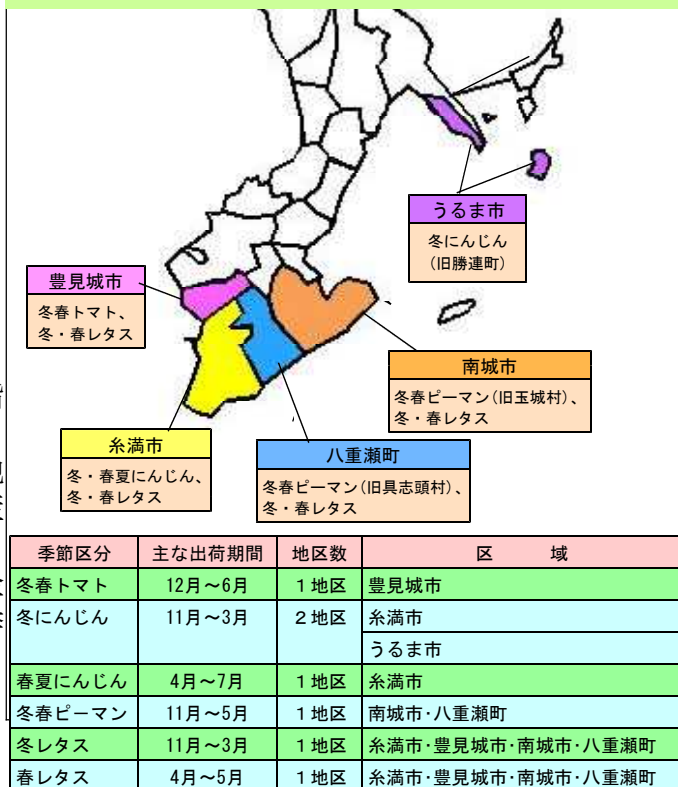 うるま市
冬にんじん
(旧勝連町)
豊見城市
冬春トマト、
冬・春レタス
南城市
冬春ピーマン(旧玉城村)、
冬・春レタス
糸満市
冬・春夏にんじん、
冬・春レタス
八重瀬町
冬春ピーマン(旧具志頭村)、
冬・春レタス
季節区分 主な出荷期間 地区数 区 域
冬春トマト 12月~6月 1地区 豊見城市
冬にんじん 11月~3月 2地区 糸満市
うるま市
春夏にんじん 4月~7月 1地区 糸満市
冬春ピーマン 11月~5月 1地区 南城市・八重瀬町
冬レタス 11月~3月 1地区 糸満市・豊見城市・南城市・八重瀬町
春レタス 4月~5月 1地区 糸満市・豊見城市・南城市・八重瀬町